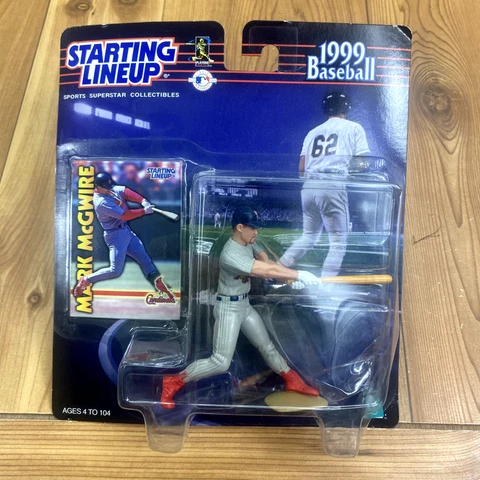 STARTING
LINEUP®
SPORTS SUPERSTAR COLLECTIBLES
1999
Baseball
62
STARTING
LINEUP
MARK McGWIRE
Cardinals
AGES 4 TO 104